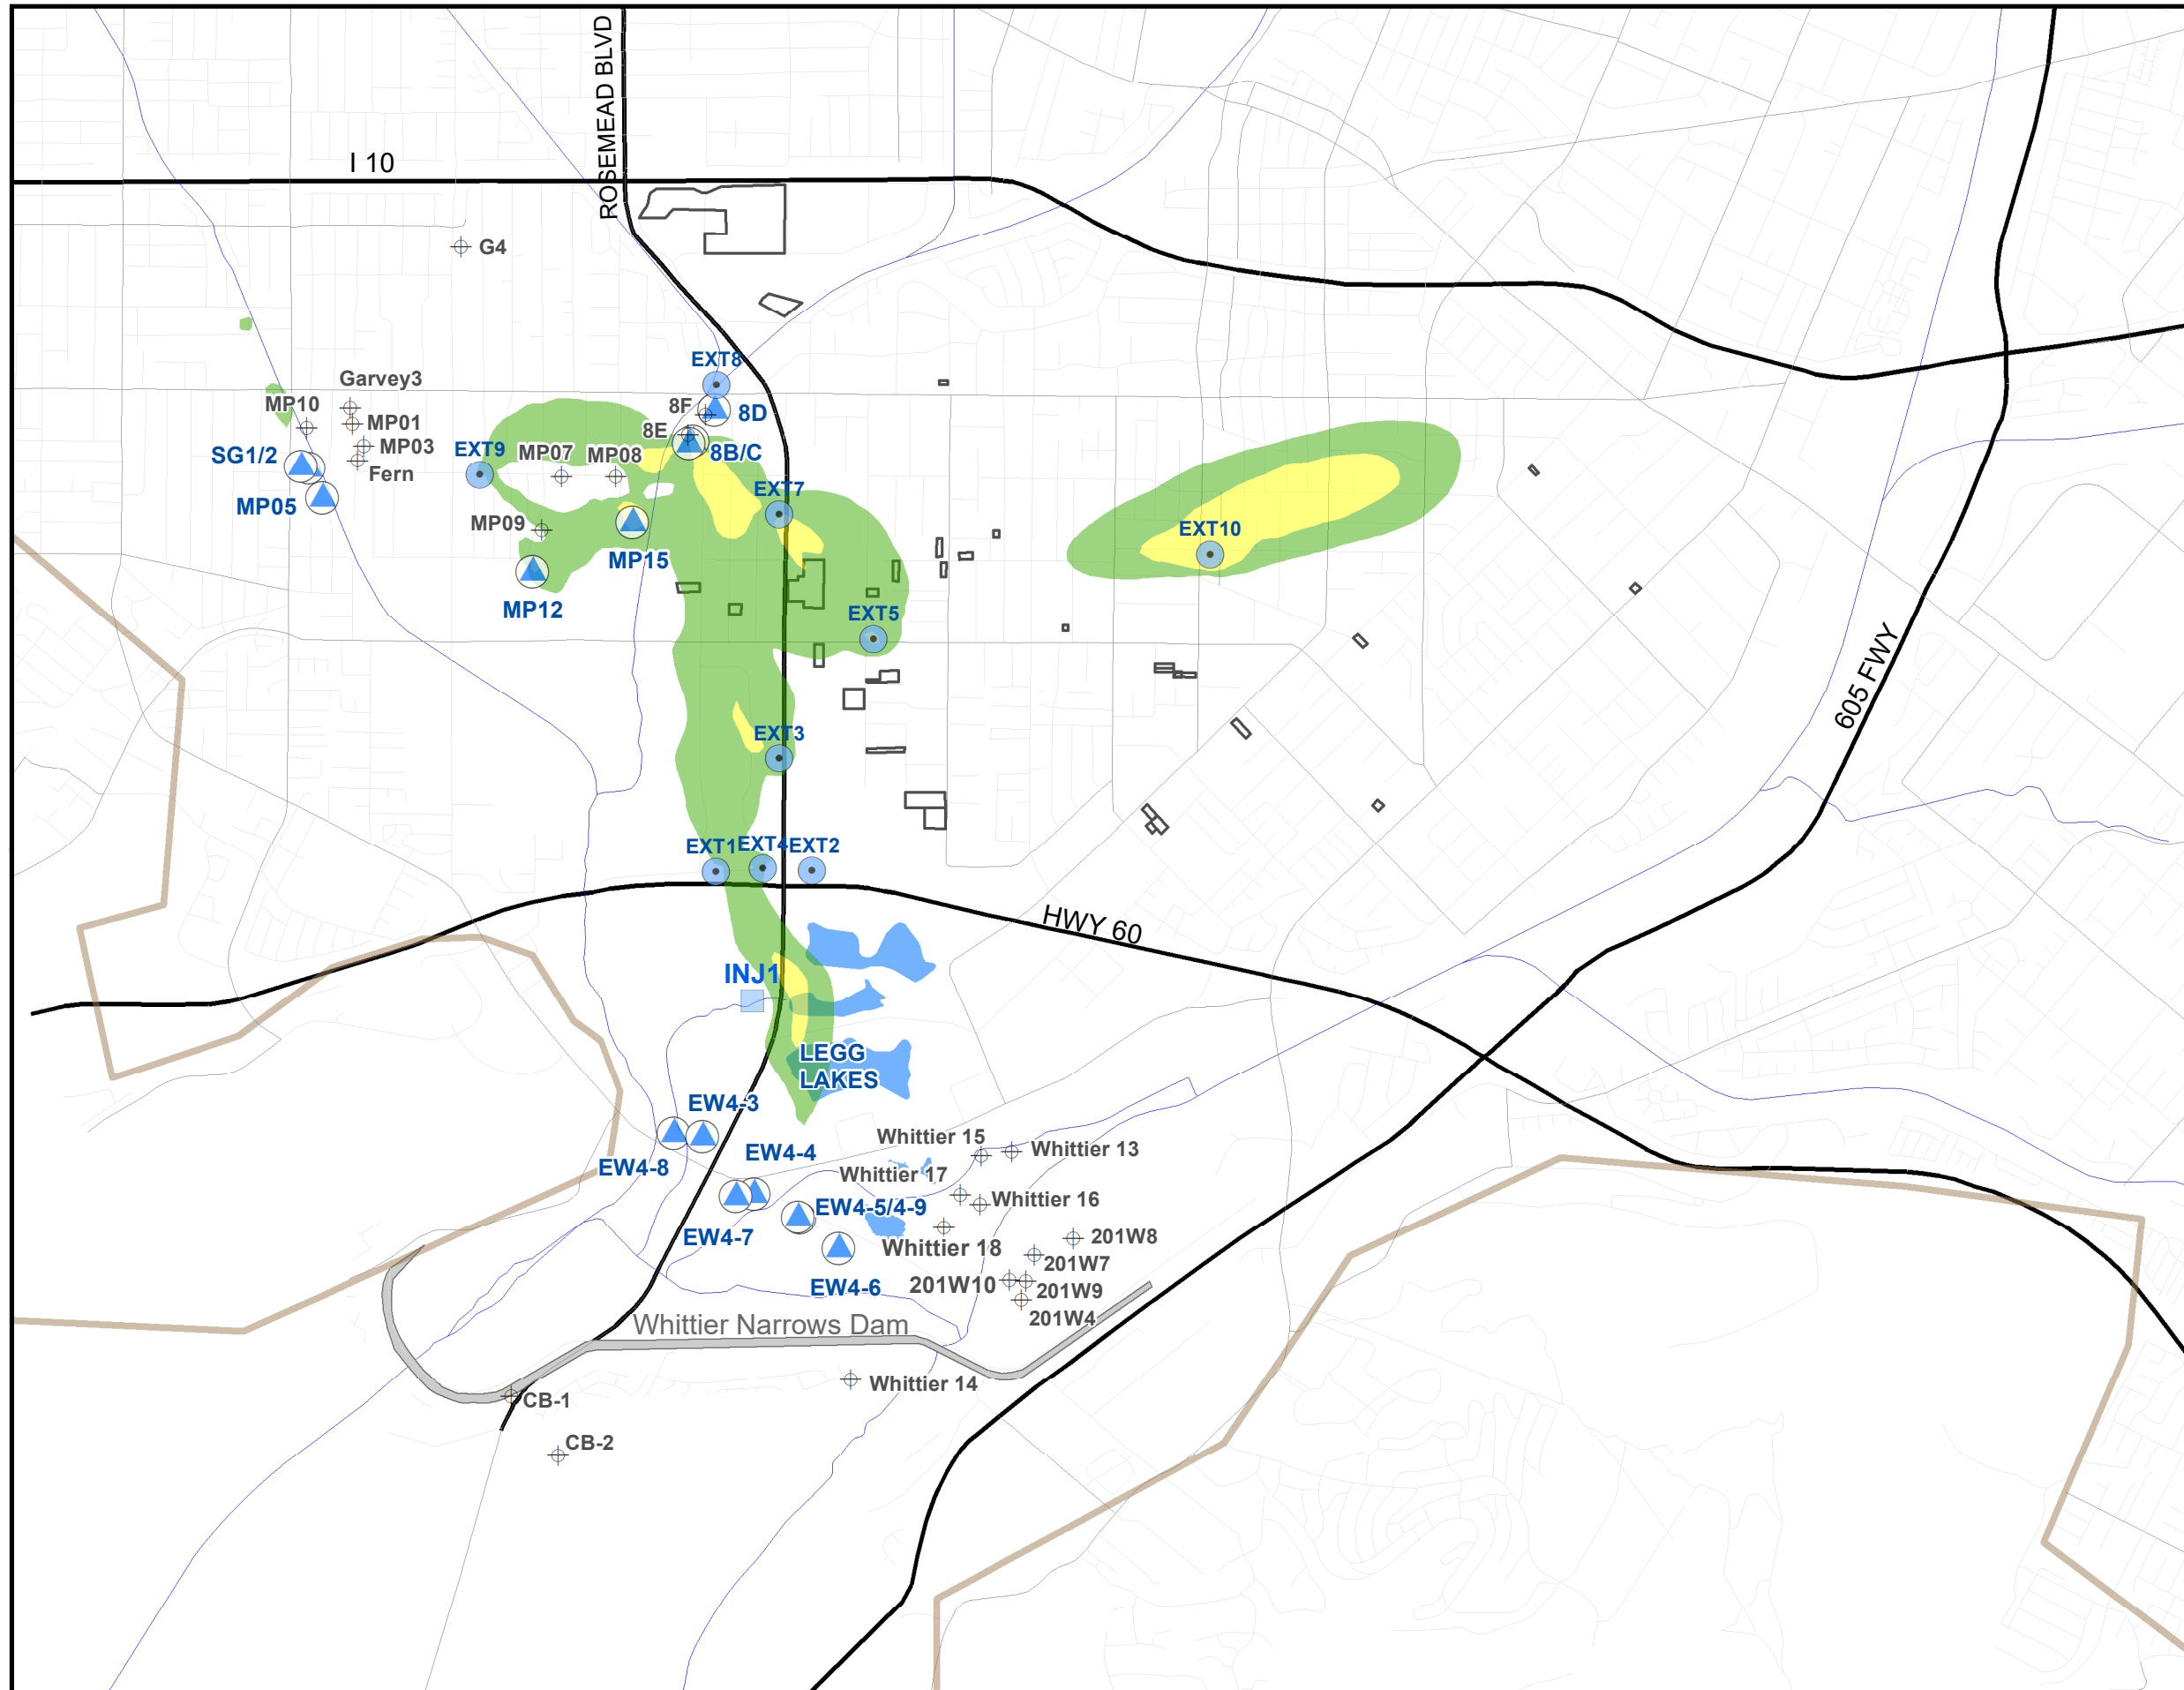 ROSEMEAD BLVD
I 10
G4
EXT8
Garvey3
MP10
8F
8D
MP01
8E
MP03
SG1/2
EXT9
MP07
MP08
8B/C
Fern
EXT7
MP05
MP09
EXT10
MP15
MP12
EXT5
605 FWY
EXT3
EXT1
EXT4
EXT2
HWY 60
INJ1
LEGG
LAKES
EW4-3
Whittier 15
Whittier 13
EW4-4
EW4-8
Whittier 17
Whittier 16
EW4-5/4-9
EW4-7
201W8
Whittier 18
201W7
EW4-6
201W10
201W9
201W4
Whittier Narrows Dam
Whittier 14
CB-1
CB-2